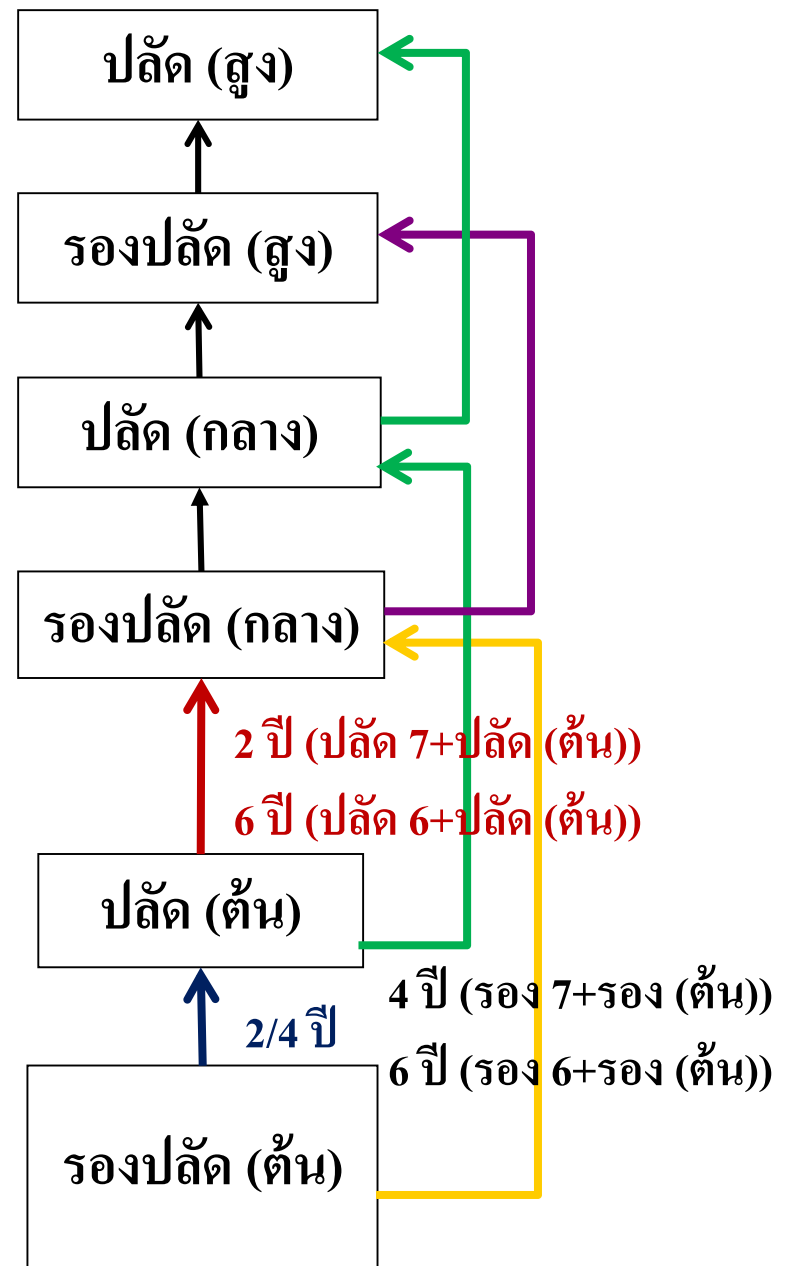 ปลัด (สูง)
รองปลัด (สูง)
ปลัด (กลาง)
รองปลัด (กลาง)
2 ปี (ปลัด 7+ปลัด (ต้น))
6 ปี (ปลัด 6+ปลัด (ต้น))
ปลัด (ต้น)
4 ปี (รอง 7+รอง (ต้น))
2/4 ปี
6 ปี (รอง 6+รอง (ต้น))
รองปลัด (ต้น)